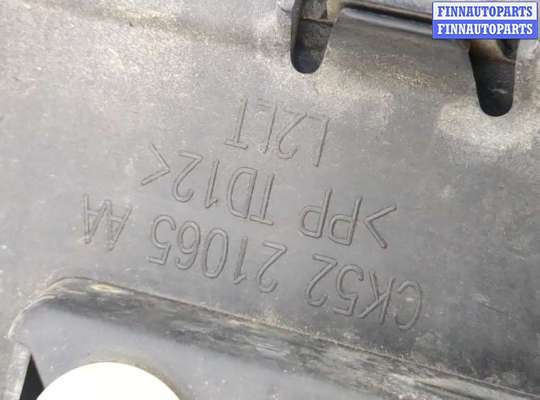 FINNAUTOPARTS
FINNAUTOPARTS
CK52 21065 AA
>PP TD12<
L2LT